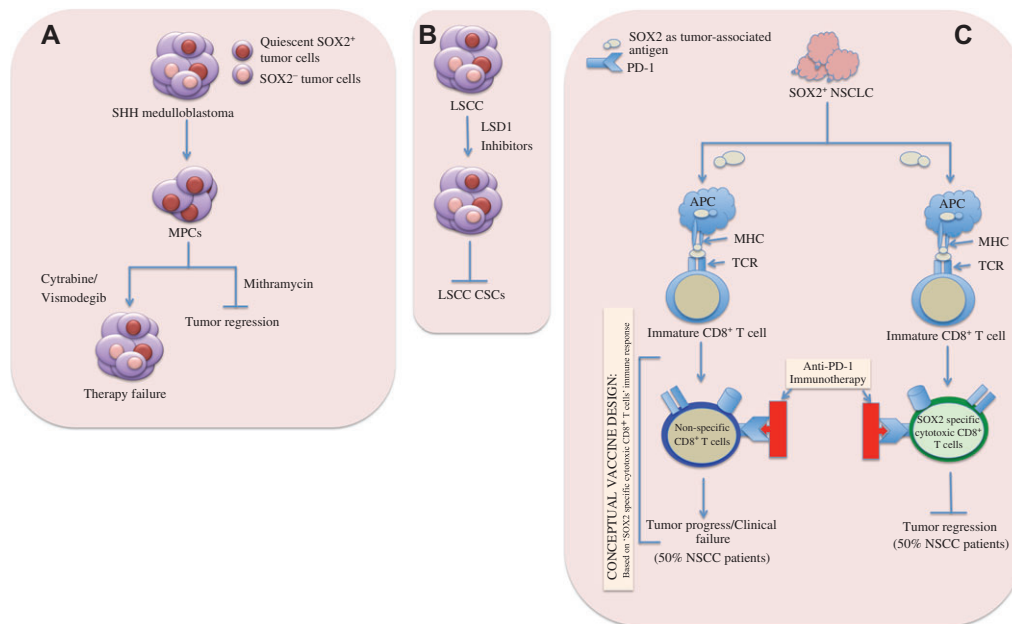 A
Quiescent SOX2⁺
tumor cells
SOX2⁻ tumor cells
SHH medulloblastoma
MPCs
Cytrabine/
Vismodegib
Mithramycin
Tumor regression
Therapy failure
B
LSCC
LSD1
Inhibitors
LSCC CSCs
C
SOX2 as tumor-associated
antigen
PD-1
SOX2⁺ NSCLC
APC
MHC
TCR
Immature CD8⁺ T cell
APC
MHC
TCR
Immature CD8⁺ T cell
CONCEPTUAL VACCINE DESIGN:
Based on ‘SOX2 specific cytotoxic CD8⁺ T cells’ immune response
Anti-PD-1
Immunotherapy
Non-specific
CD8⁺ T cells
SOX2 specific
cytotoxic CD8⁺
T cells
Tumor progress/Clinical
failure
(50% NSCC patients)
Tumor regression
(50% NSCC patients)